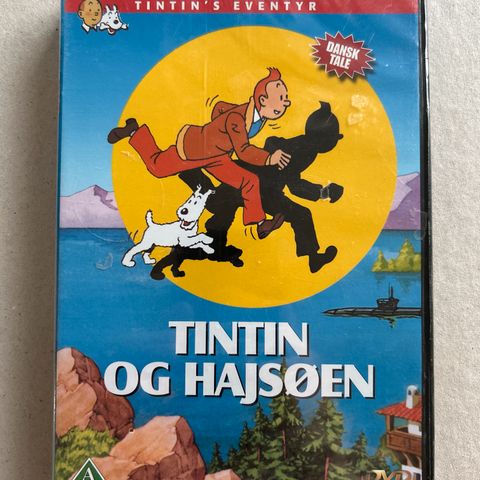 TINTIN'S EVENTYR
DANSK
TALE
TINTIN
OG HAJSØEN
A